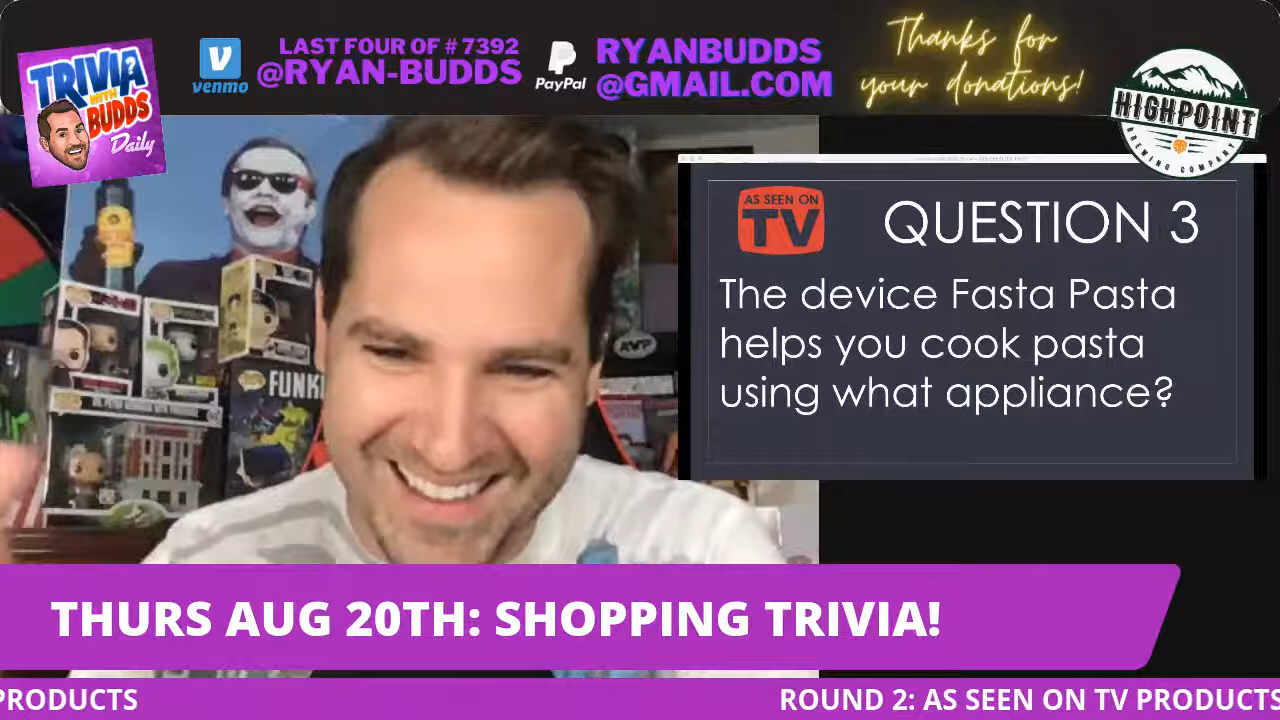 TRIVIA
WITH
BUDDS
Daily
venmo
LAST FOUR OF # 7392
@RYAN-BUDDS
PayPal
RYANBUDDS
@GMAIL.COM
Thanks for
your donations!
HIGHPOINT
BREWING COMPANY
AS SEEN ON
TV
QUESTION 3
The device Fasta Pasta
helps you cook pasta
using what appliance?
AVP
FUNK
THURS AUG 20TH: SHOPPING TRIVIA!
PRODUCTS
ROUND 2: AS SEEN ON TV PRODUCTS